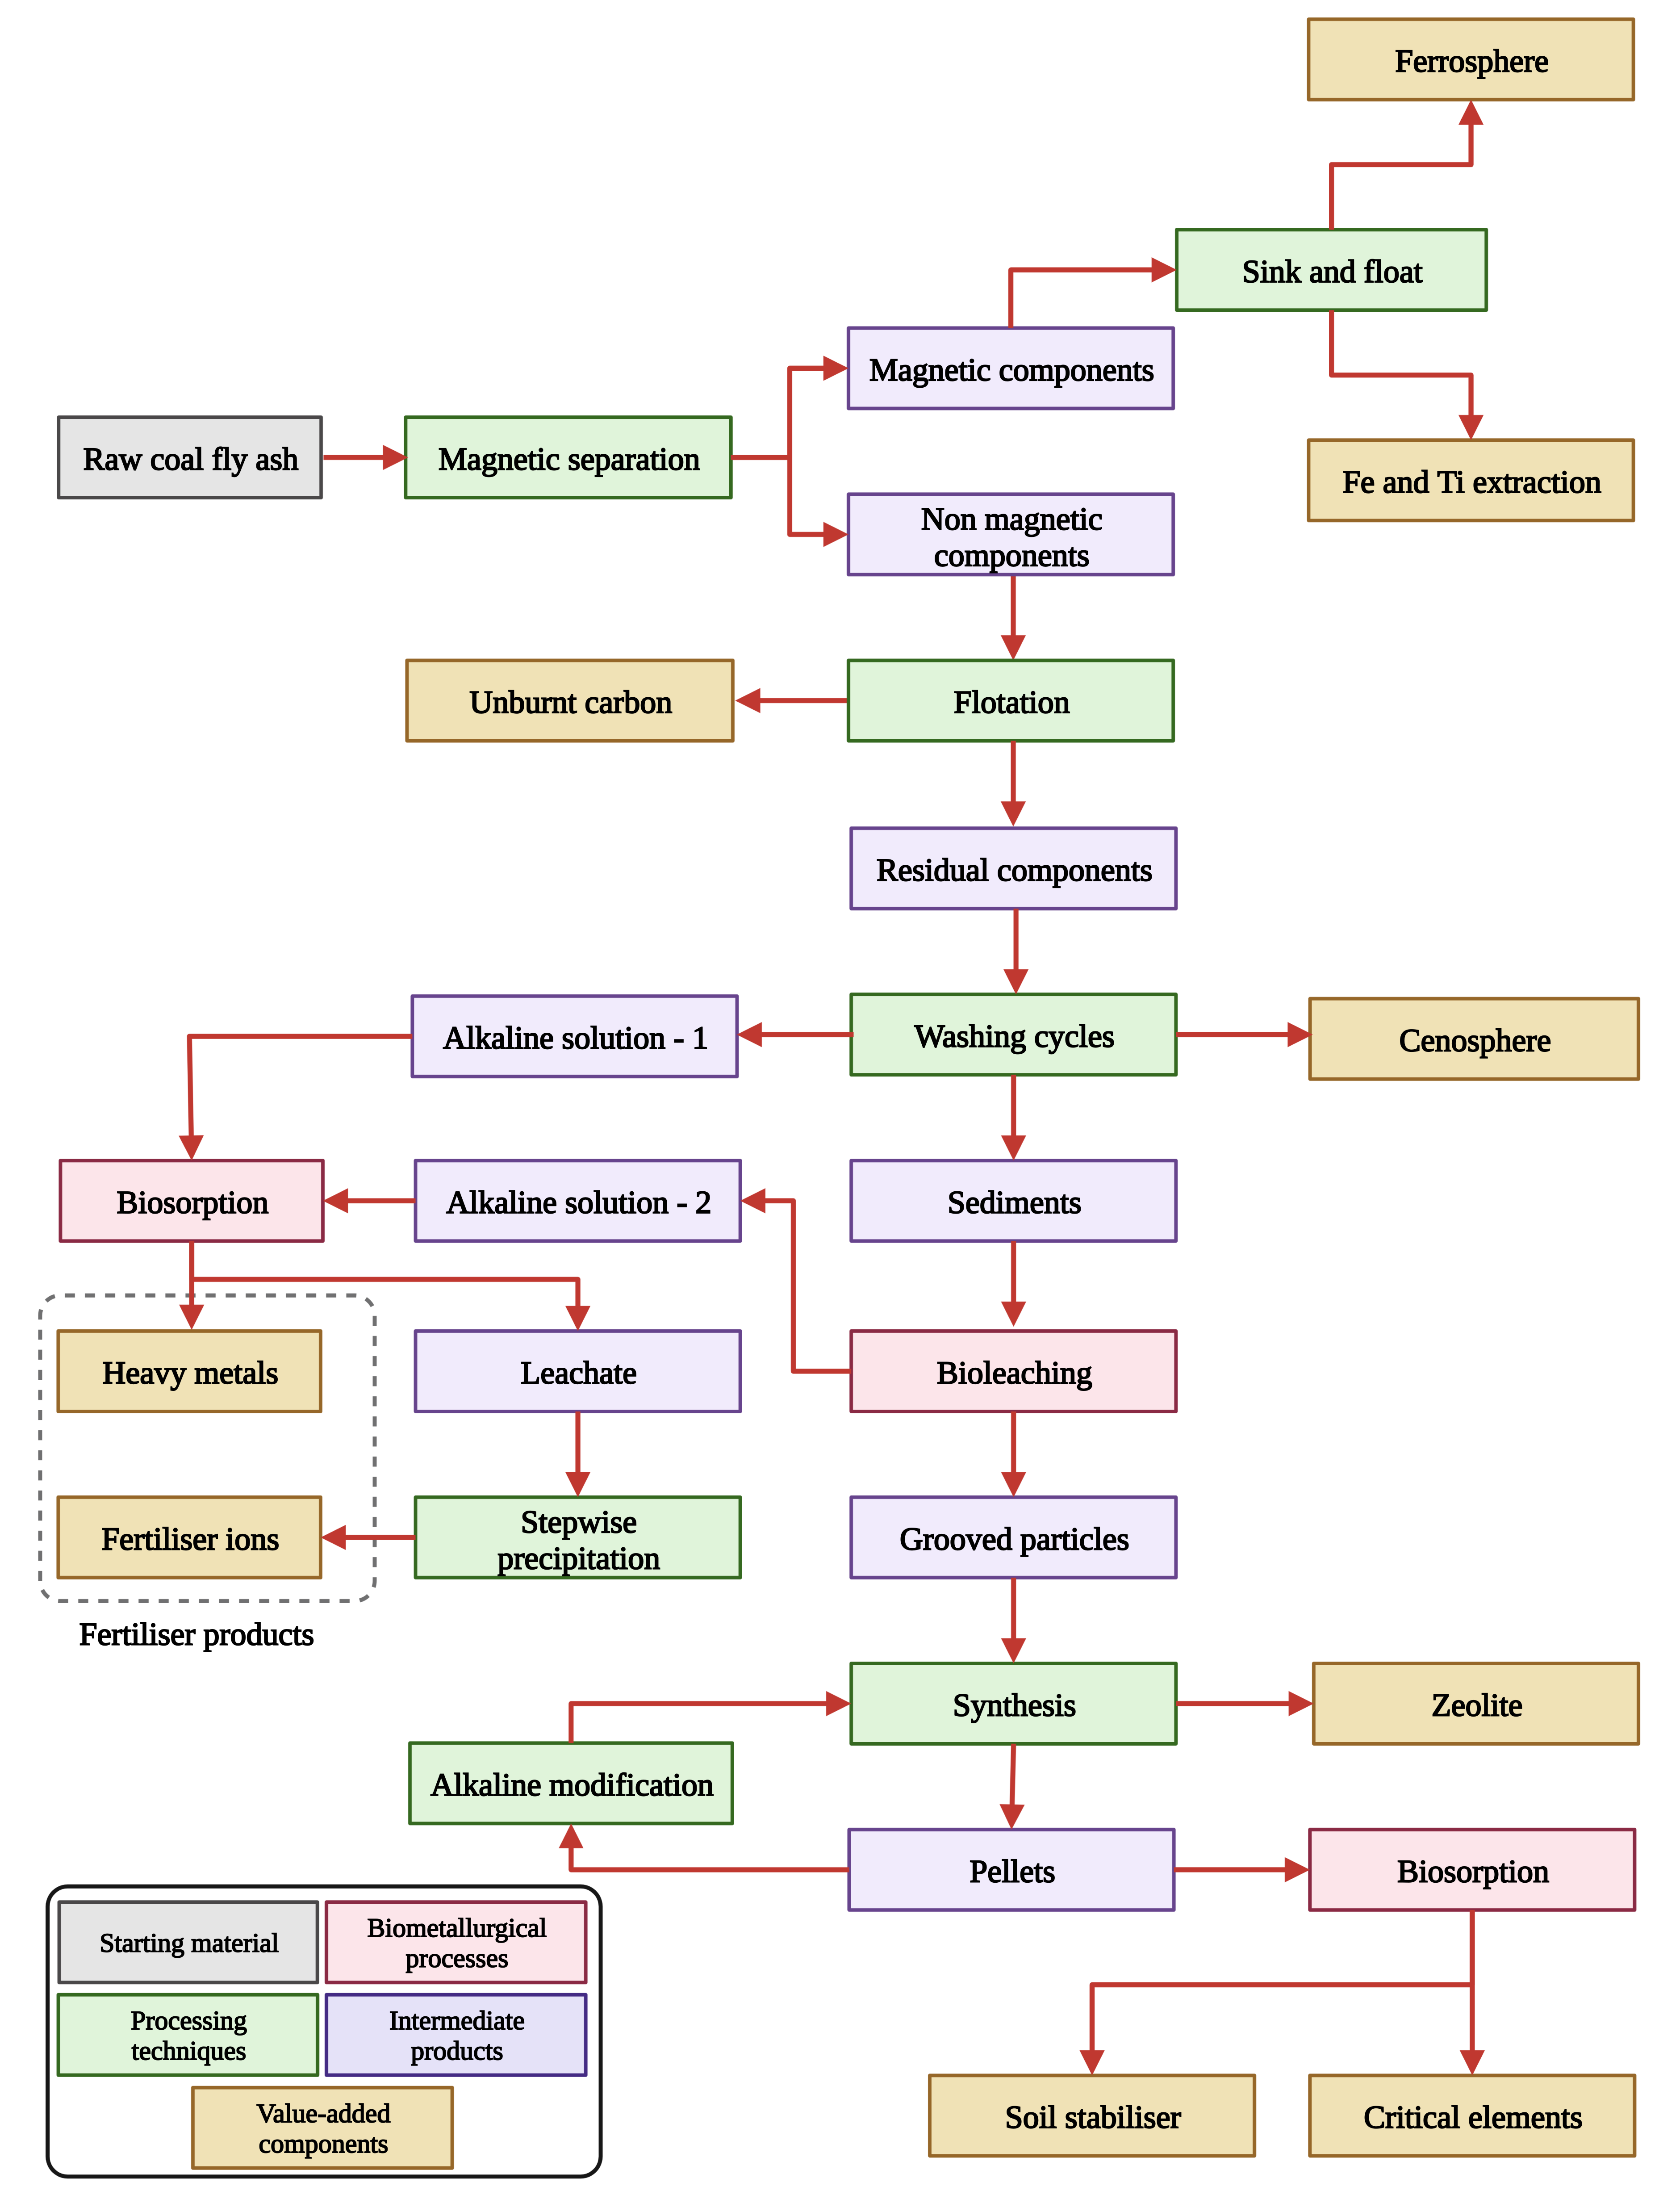 Ferrosphere
Sink and float
Magnetic components
Raw coal fly ash
Magnetic separation
Fe and Ti extraction
Non magnetic
components
Unburnt carbon
Flotation
Residual components
Alkaline solution - 1
Washing cycles
Cenosphere
Biosorption
Alkaline solution - 2
Sediments
Heavy metals
Leachate
Bioleaching
Fertiliser ions
Stepwise
precipitation
Grooved particles
Fertiliser products
Synthesis
Zeolite
Alkaline modification
Pellets
Biosorption
Starting material
Biometallurgical
processes
Processing
techniques
Intermediate
products
Value-added
components
Soil stabiliser
Critical elements